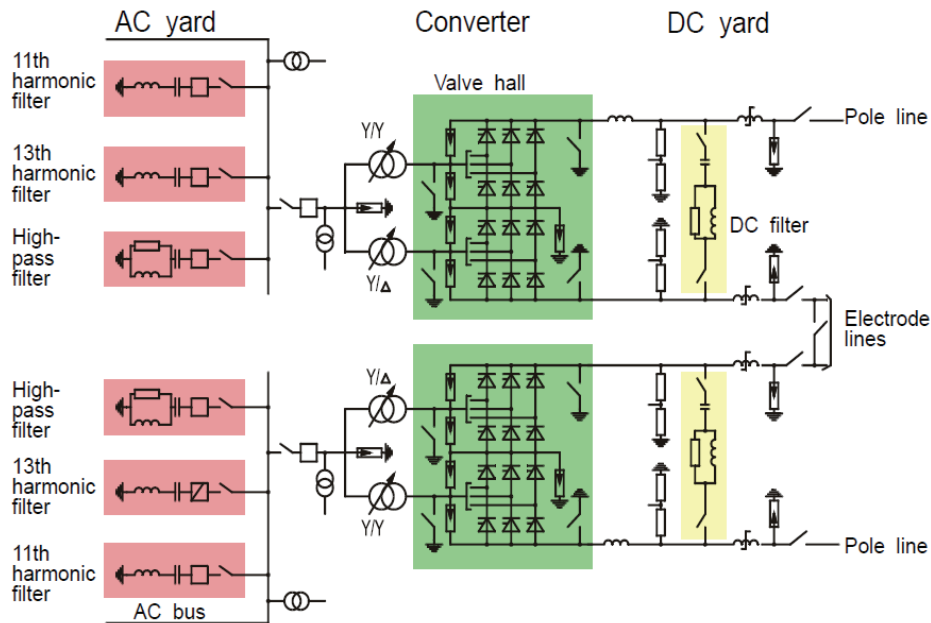 AC yard
Converter
DC yard
11th
harmonic
filter
Valve hall
Pole line
Y/Y
13th
harmonic
filter
High-
pass
filter
DC filter
Y/Δ
Electrode
lines
High-
pass
filter
Y/Δ
13th
harmonic
filter
Y/Y
11th
harmonic
filter
Pole line
AC bus